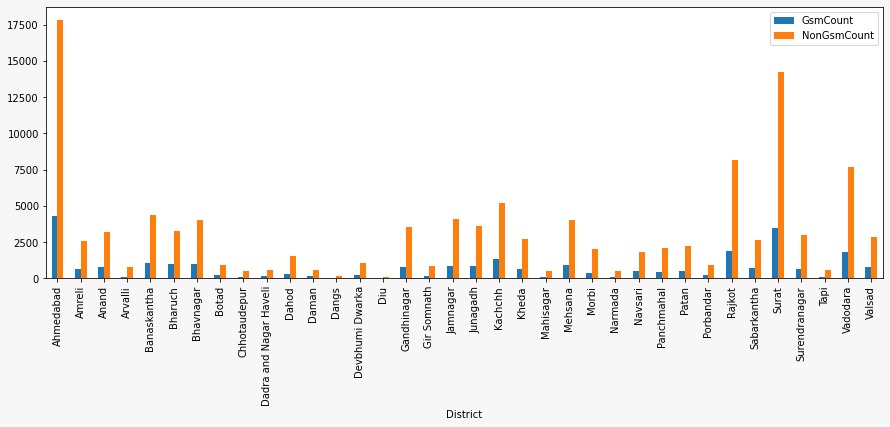 17500
15000
12500
10000
7500
5000
2500
0
GsmCount
NonGsmCount
Ahmedabad
Amreli
Anand
Arvalli
Banaskantha
Bharuch
Bhavnagar
Botad
Chhotaudepur
Dadra and Nagar Haveli
Dahod
Daman
Dangs
Devbhumi Dwarka
Diu
Gandhinagar
Gir Somnath
Jamnagar
Junagadh
Kachchh
Kheda
Mahisagar
Mehsana
Morbi
Narmada
Navsari
Panchmahal
Patan
Porbandar
Rajkot
Sabarkantha
Surat
Surendranagar
Tapi
Vadodara
Valsad
District